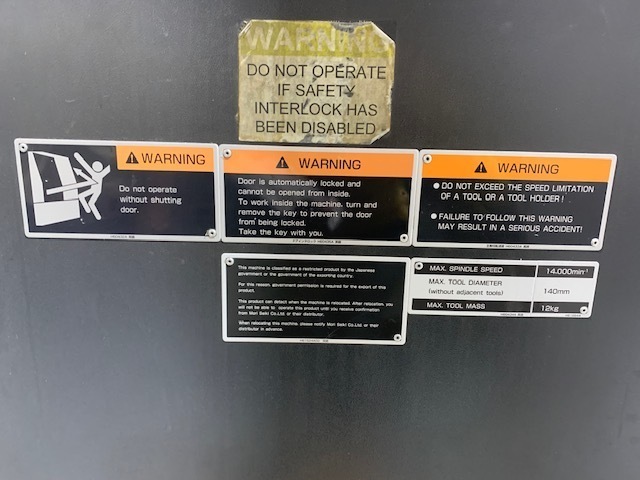 WARNING
DO NOT OPERATE
IF SAFETY
INTERLOCK HAS
BEEN DISABLED
WARNING
Do not operate
without shutting
door.
WARNING
Door is automatically locked and
cannot be opened from inside.
To work inside the machine, turn and
remove the key to prevent the door
from being locked.
Take the key with you.
WARNING
● DO NOT EXCEED THE SPEED LIMITATION
OF A TOOL OR A TOOL HOLDER!
● FAILURE TO FOLLOW THIS WARNING
MAY RESULT IN A SERIOUS ACCIDENT!
This machine is classified as a restricted product by the Japanese
government or the government of the exporting country.
For this reason, government permission is required for the export of this
product.
This product can detect when the machine is relocated. After relocation, you
will not be able to operate this product until you receive confirmation
from Mori Seiki Co.,Ltd. or their distributor.
When relocating this machine, please notify Mori Seiki Co.,Ltd. or their
distributor in advance.
MAX. SPINDLE SPEED 14.000min⁻¹
MAX. TOOL DIAMETER
(without adjacent tools) 140mm
MAX. TOOL MASS 12kg